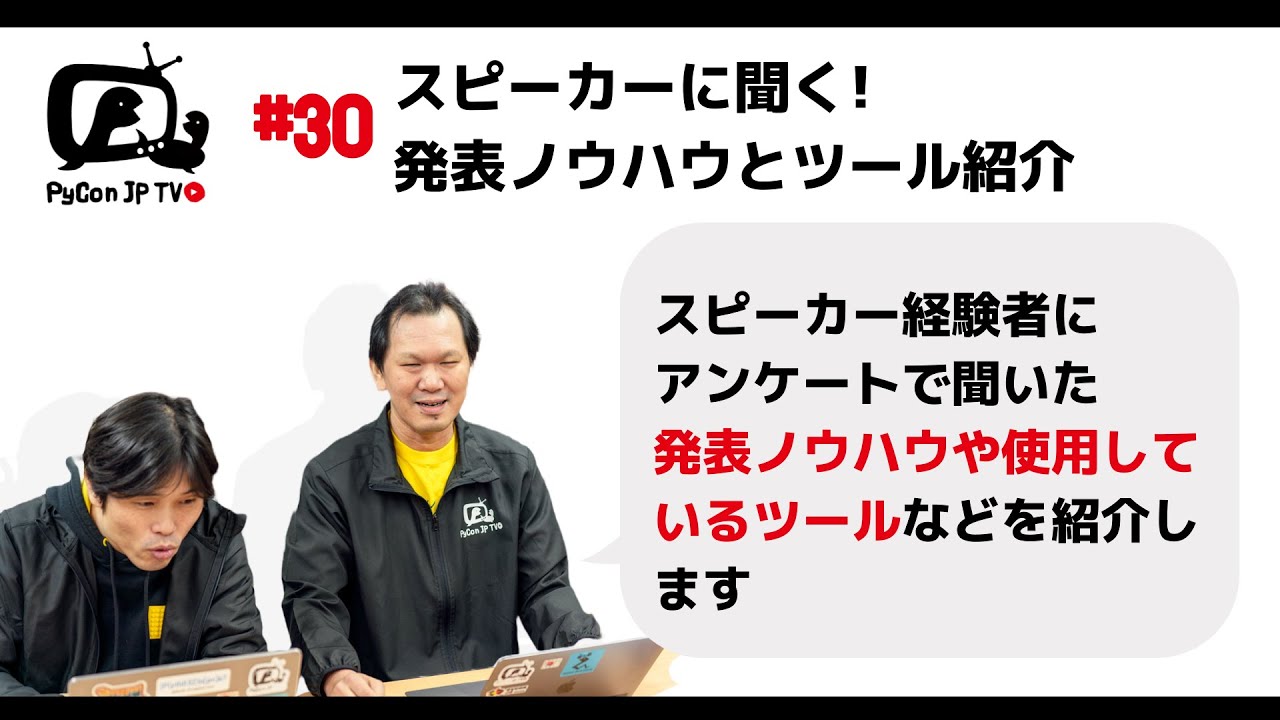 #30
スピーカーに聞く!
発表ノウハウとツール紹介
PyCon JP TV
スピーカー経験者に
アンケートで聞いた
発表ノウハウや使用して
いるツールなどを紹介し
ます
PyCon JP TV